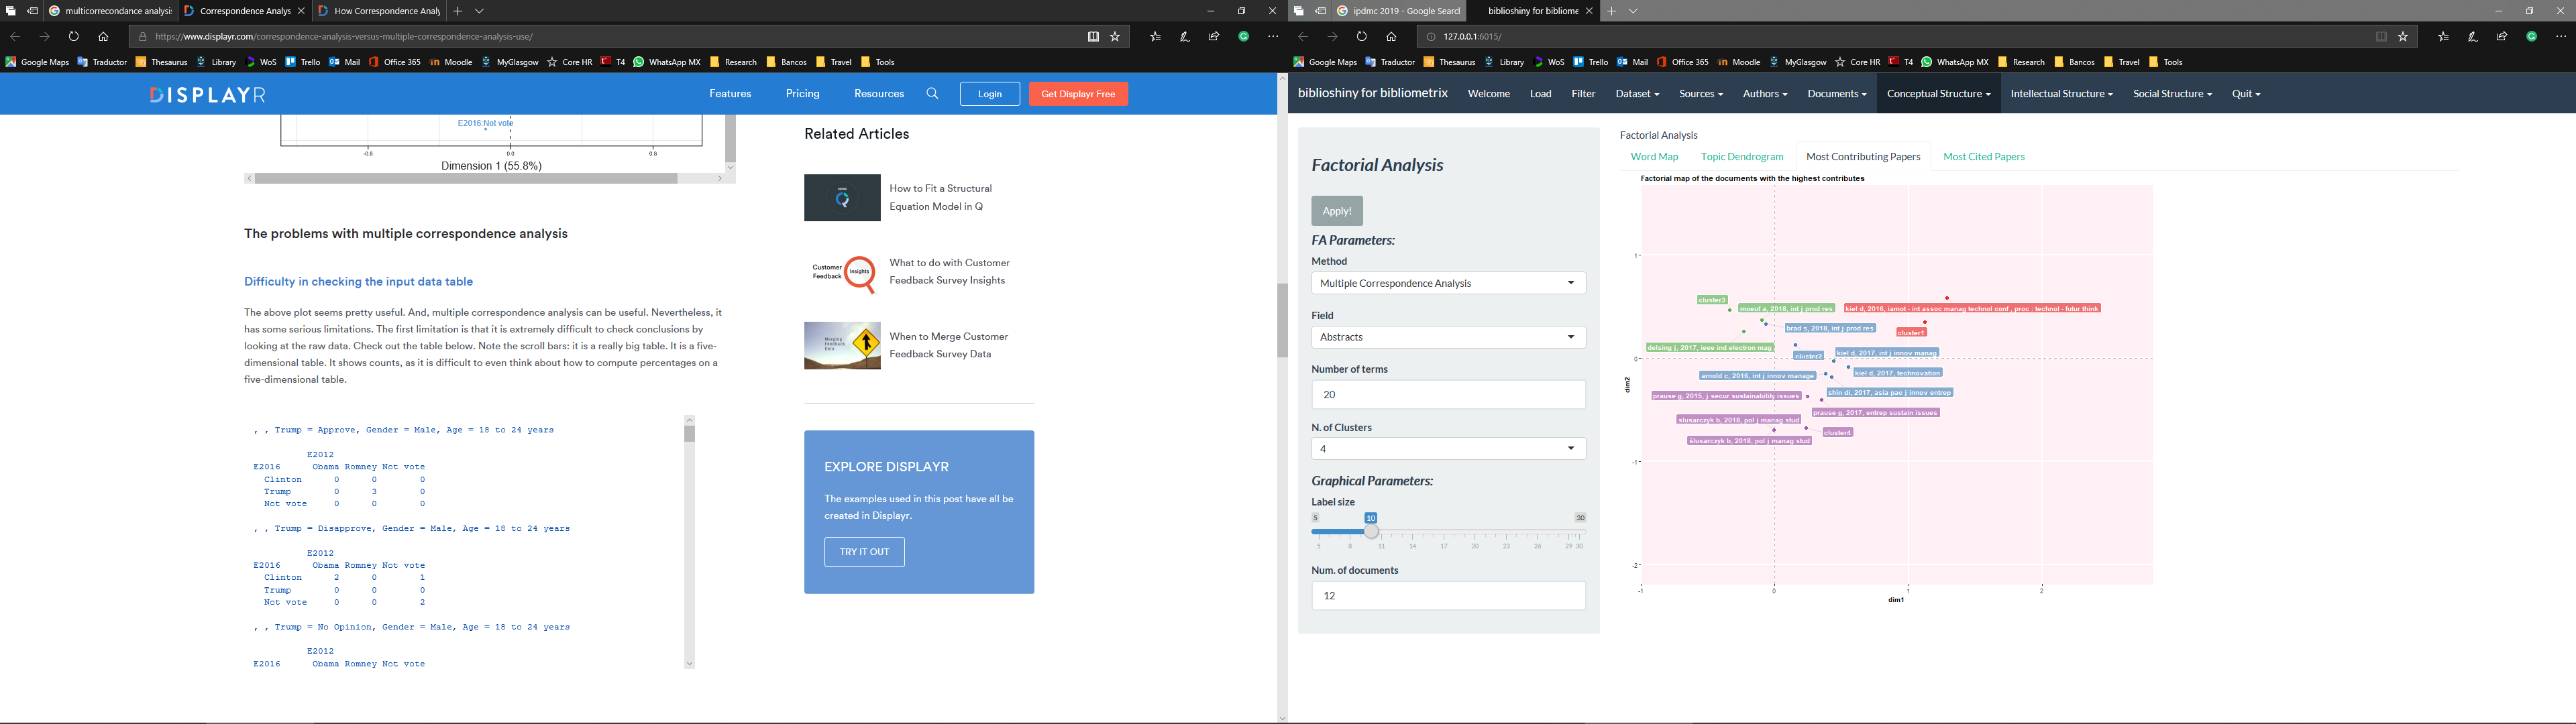 multicorrecondance analysis
Correspondence Analys
How Correspondence Analy
https://www.displayr.com/correspondence-analysis-versus-multiple-correspondence-analysis-use/
Google Maps Traductor Thesaurus Library WoS Trello Mail Office 365 Moodle MyGlasgow Core HR T4 WhatsApp MX Research Bancos Travel Tools
DISPLAYR Features Pricing Resources Login Get Displayr Free
E2016:Not vote
-0.8 0.0 0.8
Dimension 1 (55.8%)
The problems with multiple correspondence analysis
Difficulty in checking the input data table
The above plot seems pretty useful. And, multiple correspondence analysis can be useful. Nevertheless, it
has some serious limitations. The first limitation is that it is extremely difficult to check conclusions by
looking at the raw data. Check out the table below. Note the scroll bars: it is a really big table. It is a five-
dimensional table. It shows counts, as it is difficult to even think about how to compute percentages on a
five-dimensional table.
, , Trump = Approve, Gender = Male, Age = 18 to 24 years
E2012
E2016 Obama Romney Not vote
Clinton 0 0 0
Trump 0 3 0
Not vote 0 0 0
, , Trump = Disapprove, Gender = Male, Age = 18 to 24 years
E2012
E2016 Obama Romney Not vote
Clinton 2 0 1
Trump 0 0 0
Not vote 0 0 2
, , Trump = No Opinion, Gender = Male, Age = 18 to 24 years
E2012
E2016 Obama Romney Not vote
Related Articles
How to Fit a Structural
Equation Model in Q
Customer
Feedback
Insights
What to do with Customer
Feedback Survey Insights
Merging
Feedback
Data
When to Merge Customer
Feedback Survey Data
EXPLORE DISPLAYR
The examples used in this post have all be
created in Displayr.
TRY IT OUT
ipdmc 2019 - Google Search
biblioshiny for bibliome
127.0.0.1:6015/
Google Maps Traductor Thesaurus Library WoS Trello Mail Office 365 Moodle MyGlasgow Core HR T4 WhatsApp MX Research Bancos Travel Tools
biblioshiny for bibliometrix Welcome Load Filter Dataset Sources Authors Documents Conceptual Structure Intellectual Structure Social Structure Quit
Factorial Analysis
Apply!
FA Parameters:
Method
Multiple Correspondence Analysis
Field
Abstracts
Number of terms
20
N. of Clusters
4
Graphical Parameters:
Label size
5 10 30
5 8 11 14 17 20 23 26 29 30
Num. of documents
12
Factorial Analysis
Word Map Topic Dendrogram Most Contributing Papers Most Cited Papers
Factorial map of the documents with the highest contributes
cluster3
moeuf a, 2018, int j prod res
kiel d, 2016, iamot - int assoc manag technol conf , proc : technol - futur think
brad s, 2018, int j prod res
cluster1
delsing j, 2017, ieee ind electron mag
cluster2
kiel d, 2017, int j innov manag
kiel d, 2017, technovation
arnold c, 2016, int j innov manage
shin di, 2017, asia pac j innov entrep
prause g, 2015, j secur sustainability issues
prause g, 2017, entrep sustain issues
slusarczyk b, 2018, pol j manag stud
cluster4
ślusarczyk b, 2018, pol j manag stud
1
0
-1
-2
dim2
-1 0 1 2
dim1